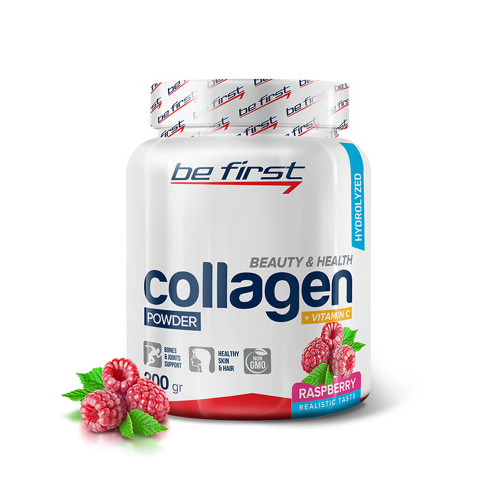 be first
be first
HYDROLYZED
BEAUTY & HEALTH
collagen
+ VITAMIN C
POWDER
BONES
& JOINTS
SUPPORT
HEALTHY
SKIN
& HAIR
NON
GMO
gr
RASPBERRY
REALISTIC TASTE